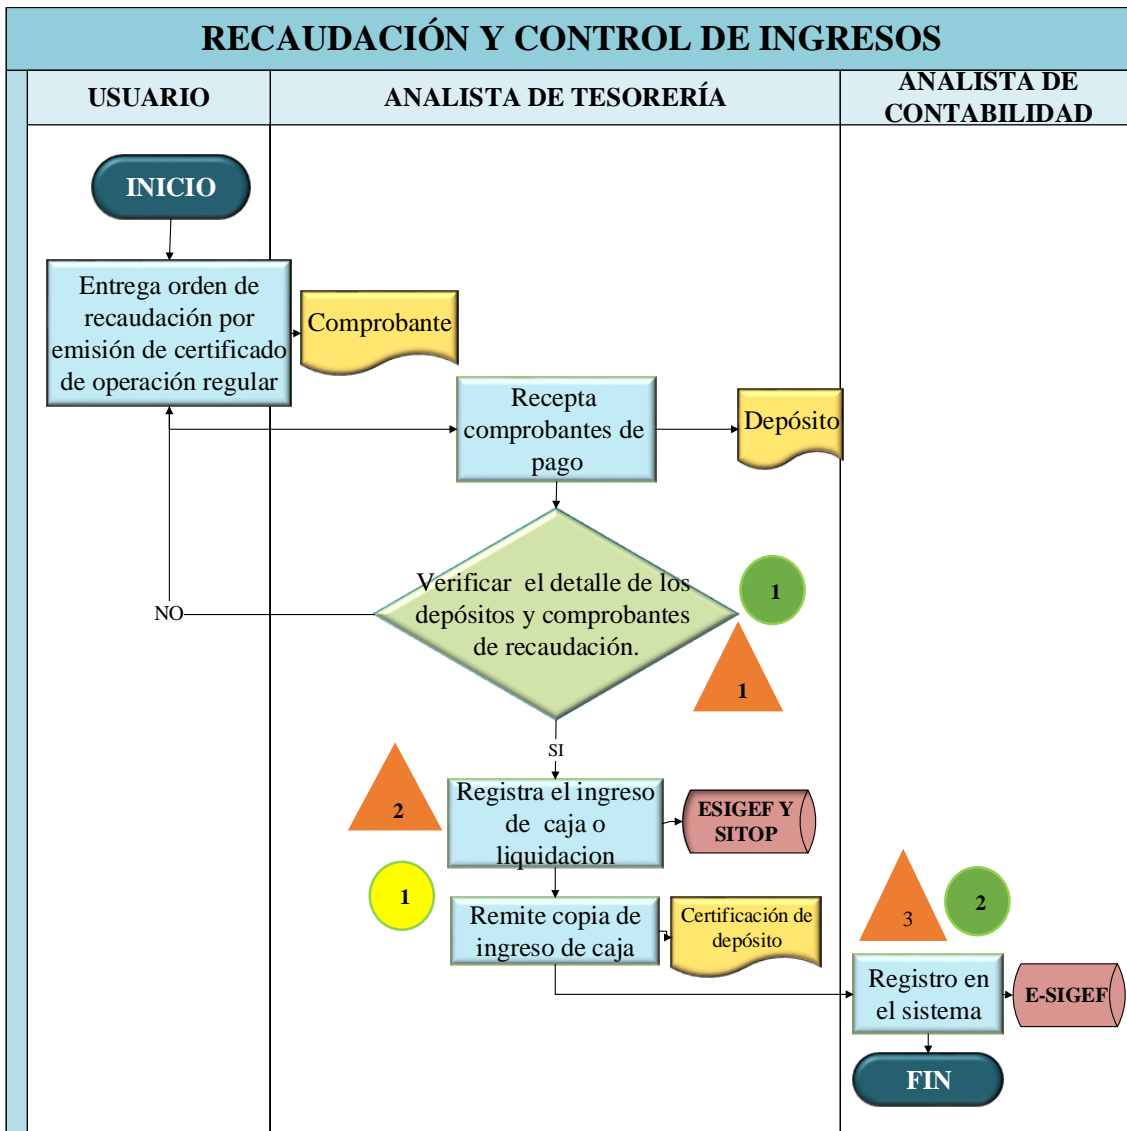 RECAUDACIÓN Y CONTROL DE INGRESOS
USUARIO
ANALISTA DE TESORERÍA
ANALISTA DE
CONTABILIDAD
INICIO
Entrega orden de
recaudación por
emisión de certificado
de operación regular
Comprobante
Recepta
comprobantes de
pago
Depósito
Verificar  el detalle de los
depósitos y comprobantes
de recaudación.
1
1
NO
SI
2
Registra el ingreso
de  caja o
liquidacion
ESIGEF Y
SITOP
1
Remite copia de
ingreso de caja
Certificación de
depósito
3
2
Registro en
el sistema
E-SIGEF
FIN